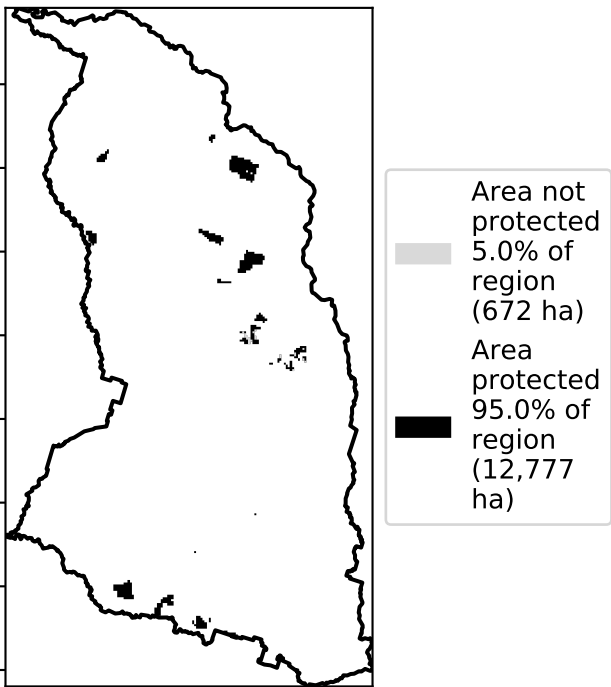 Area not
protected
5.0% of
region
(672 ha)
Area
protected
95.0% of
region
(12,777
ha)